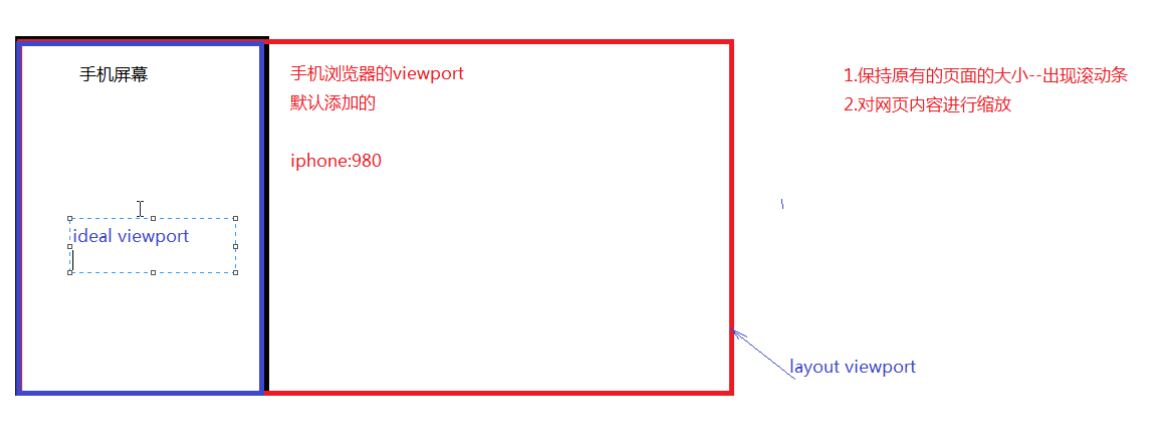 手机屏幕
手机浏览器的viewport
默认添加的
iphone:980
1.保持原有的页面的大小--出现滚动条
2.对网页内容进行缩放
ideal viewport
layout viewport